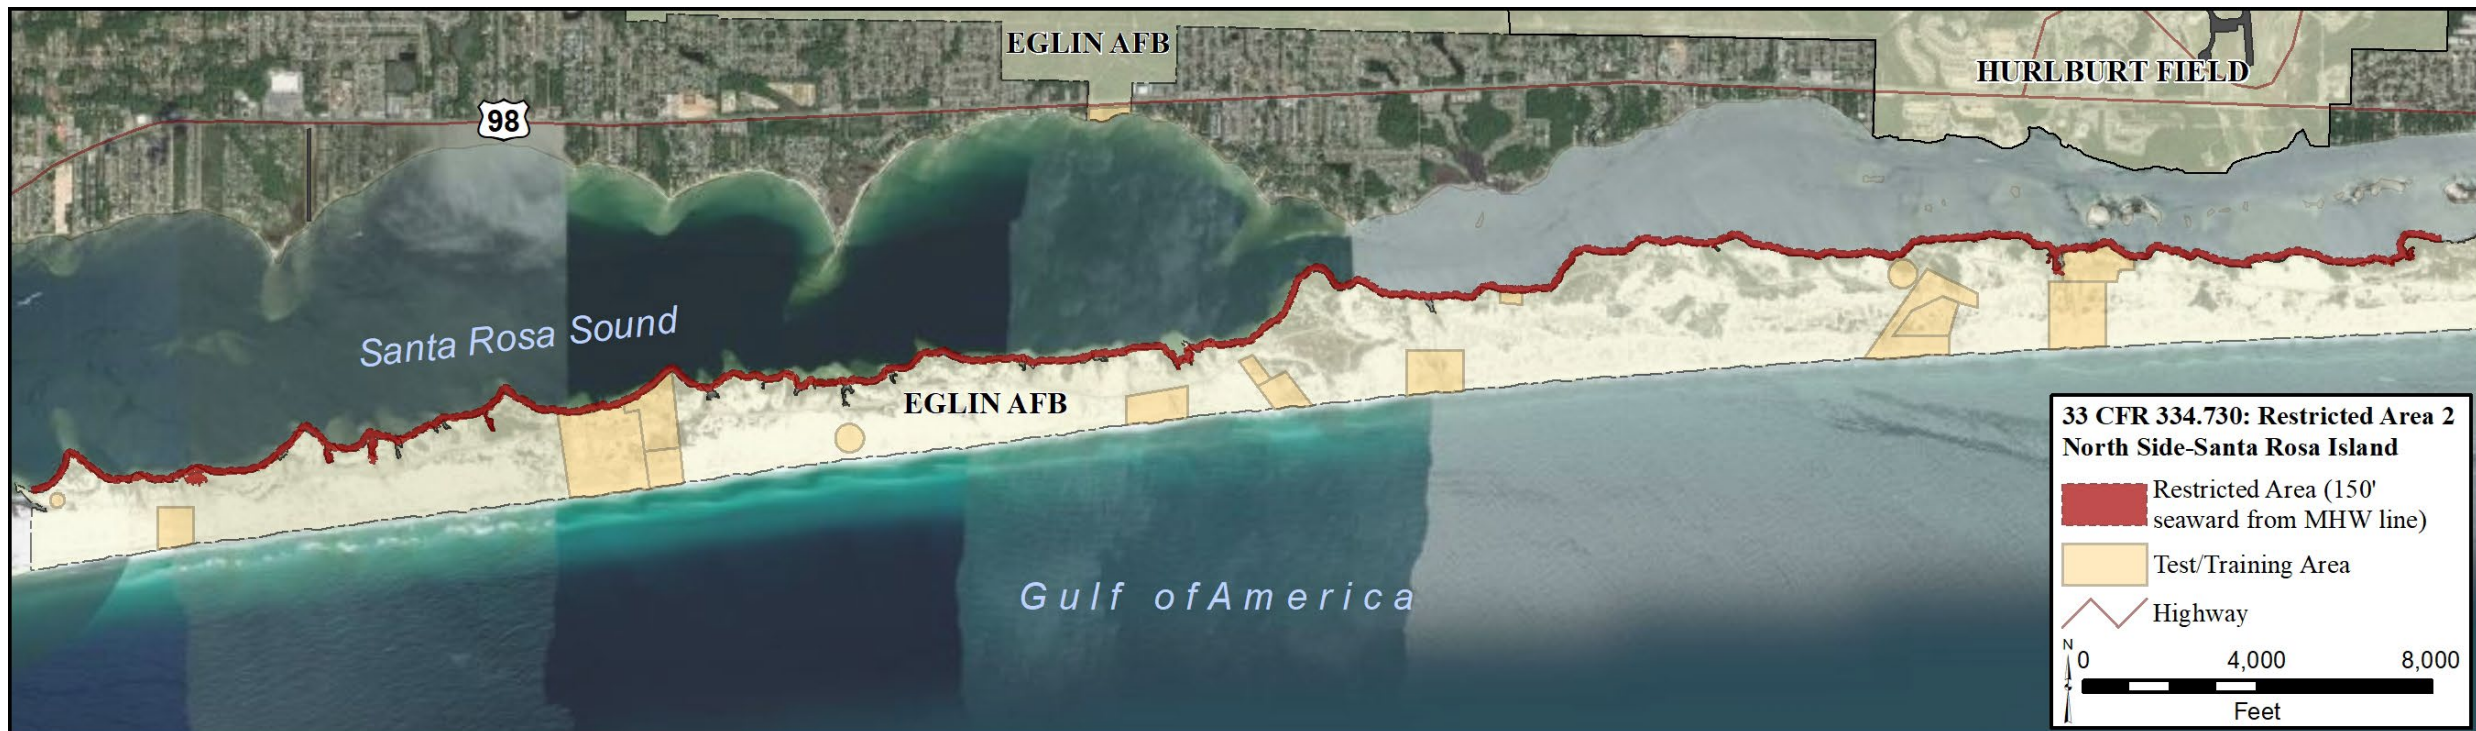 EGLIN AFB
HURLBURT FIELD
98
Santa Rosa Sound
EGLIN AFB
Gulf of America
33 CFR 334.730: Restricted Area 2
North Side-Santa Rosa Island
Restricted Area (150'
seaward from MHW line)
Test/Training Area
Highway
N
0 4,000 8,000
Feet